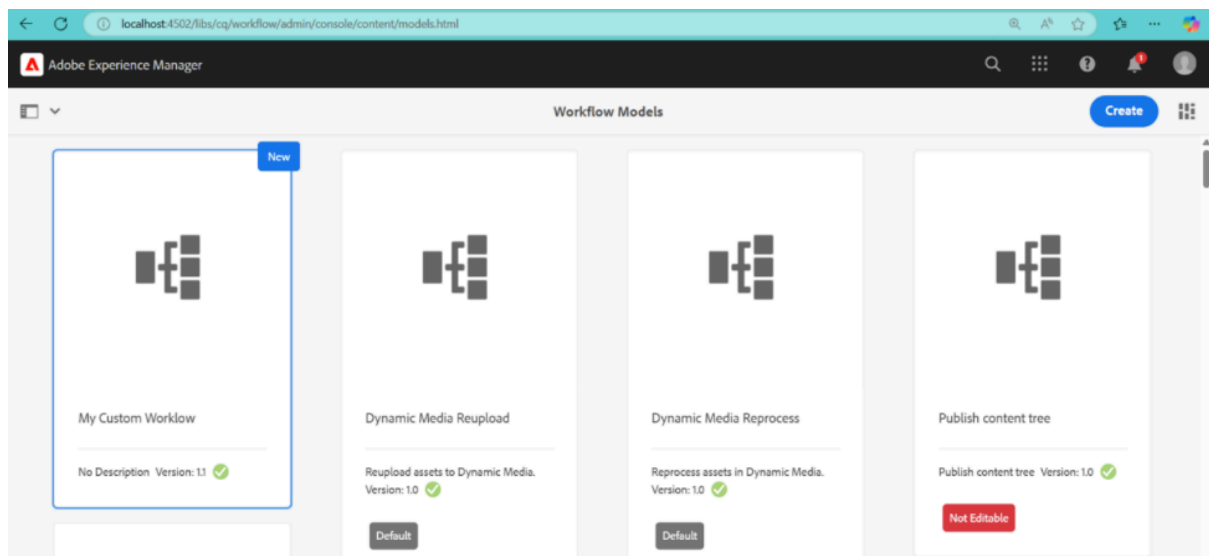 localhost:4502/libs/cq/workflow/admin/console/content/models.html
Adobe Experience Manager
1
Workflow Models
Create
New
My Custom Worklow
No Description Version: 1.1
Dynamic Media Reupload
Reupload assets to Dynamic Media.
Version: 1.0
Default
Dynamic Media Reprocess
Reprocess assets in Dynamic Media.
Version: 1.0
Default
Publish content tree
Publish content tree Version: 1.0
Not Editable